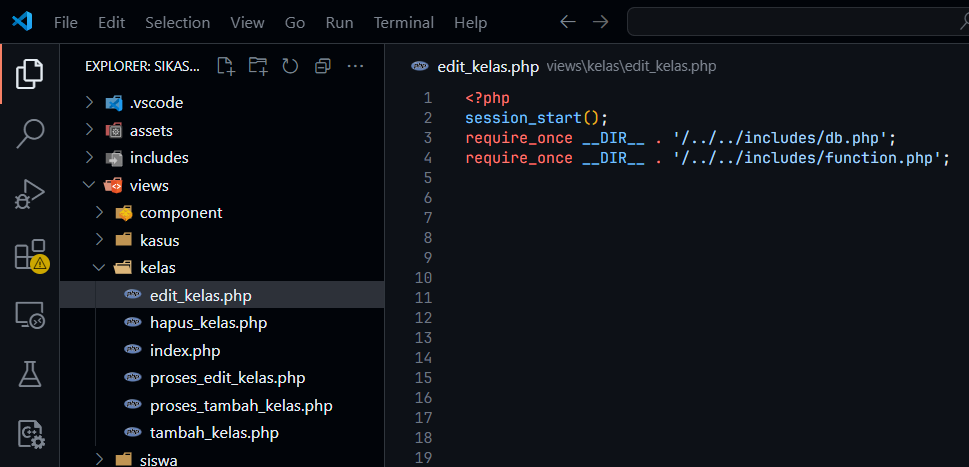 File Edit Selection View Go Run Terminal Help
EXPLORER: SIKAS...
.vscode
assets
includes
views
component
kasus
kelas
edit_kelas.php
hapus_kelas.php
index.php
proses_edit_kelas.php
proses_tambah_kelas.php
tambah_kelas.php
siswa
php edit_kelas.php views\kelas\edit_kelas.php
1 <?php
2 session_start();
3 require_once __DIR__ . '/../../includes/db.php';
4 require_once __DIR__ . '/../../includes/function.php';
5
6
7
8
9
10
11
12
13
14
15
16
17
18
19